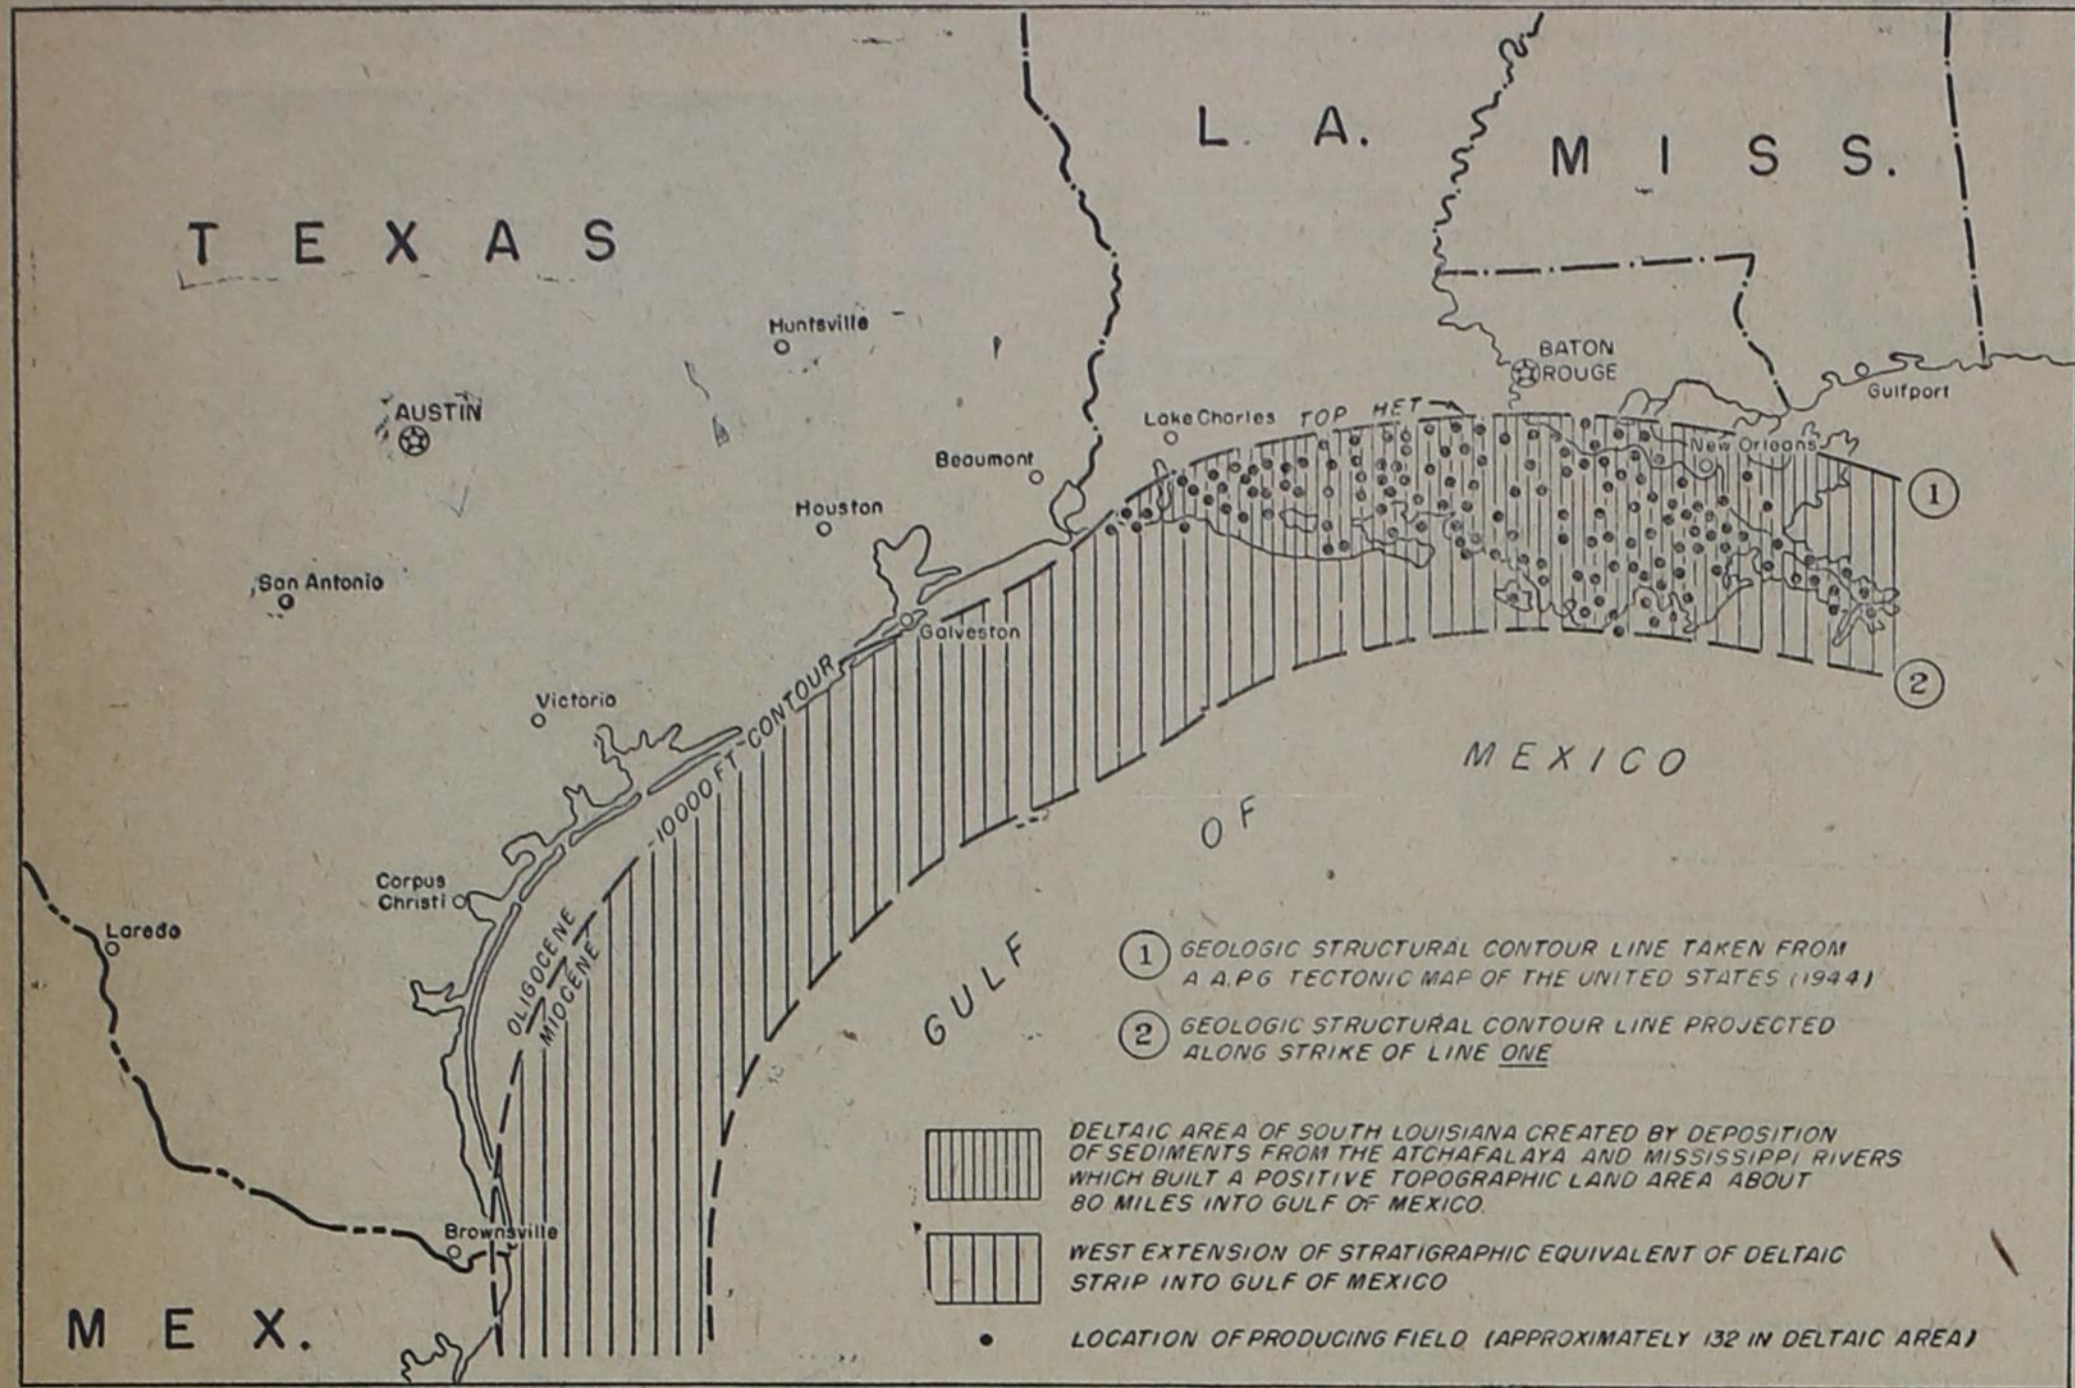 T E X A S
L. A.
M I S S.
Huntsville
AUSTIN
BATON
ROUGE
Gulfport
Lake Charles
TOP HET
New Orleans
Beaumont
Houston
San Antonio
Galveston
Victoria
1
2
-10000 FT-CONTOUR
MEXICO
OF
GULF
Corpus
Christi
Laredo
OLIGOCENE
MIOCENE
Brownsville
M E X.
1 GEOLOGIC STRUCTURAL CONTOUR LINE TAKEN FROM
A A.P.G TECTONIC MAP OF THE UNITED STATES (1944)
2 GEOLOGIC STRUCTURAL CONTOUR LINE PROJECTED
ALONG STRIKE OF LINE ONE
DELTAIC AREA OF SOUTH LOUISIANA CREATED BY DEPOSITION
OF SEDIMENTS FROM THE ATCHAFALAYA AND MISSISSIPPI RIVERS
WHICH BUILT A POSITIVE TOPOGRAPHIC LAND AREA ABOUT
80 MILES INTO GULF OF MEXICO.
WEST EXTENSION OF STRATIGRAPHIC EQUIVALENT OF DELTAIC
STRIP INTO GULF OF MEXICO
LOCATION OF PRODUCING FIELD (APPROXIMATELY 132 IN DELTAIC AREA)